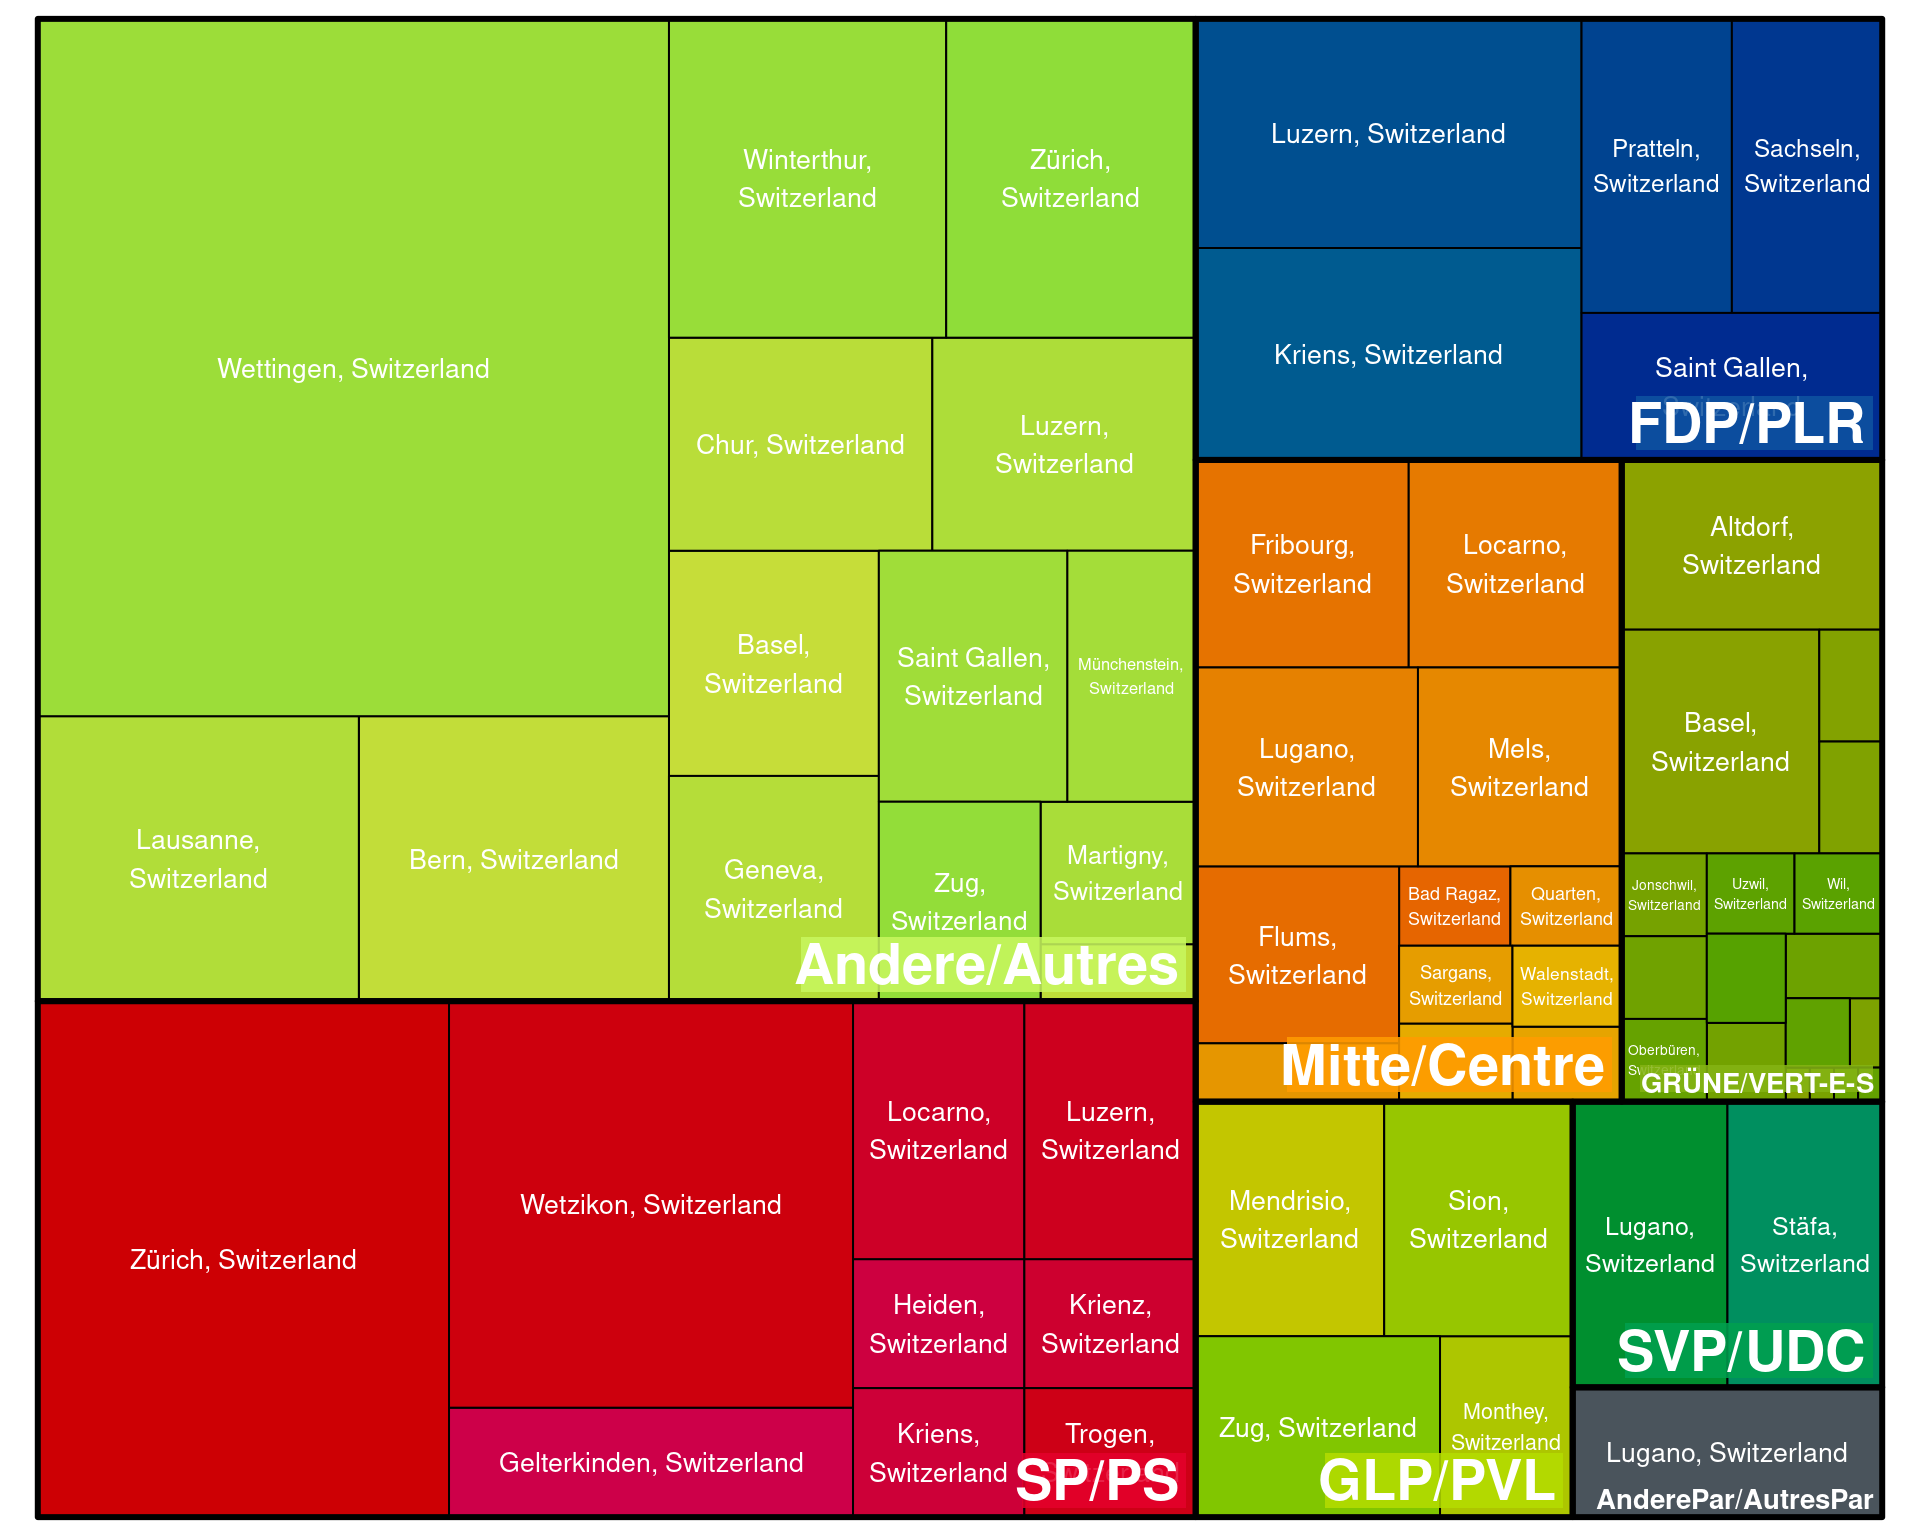 Wettingen, Switzerland
Winterthur,
Switzerland
Zürich,
Switzerland
Chur, Switzerland
Luzern,
Switzerland
Basel,
Switzerland
Saint Gallen,
Switzerland
Münchenstein,
Switzerland
Lausanne,
Switzerland
Bern, Switzerland
Geneva,
Switzerland
Zug,
Switzerland
Martigny,
Switzerland
Andere/Autres
Luzern, Switzerland
Pratteln,
Switzerland
Sachseln,
Switzerland
Kriens, Switzerland
Saint Gallen,
Switzerland
FDP/PLR
Fribourg,
Switzerland
Locarno,
Switzerland
Lugano,
Switzerland
Mels,
Switzerland
Flums,
Switzerland
Bad Ragaz,
Switzerland
Quarten,
Switzerland
Sargans,
Switzerland
Walenstadt,
Switzerland
Mitte/Centre
Altdorf,
Switzerland
Basel,
Switzerland
Jonschwil,
Switzerland
Uzwil,
Switzerland
Wil,
Switzerland
Oberbüren,
Switzerland
GRÜNE/VERT-E-S
Zürich, Switzerland
Wetzikon, Switzerland
Gelterkinden, Switzerland
Locarno,
Switzerland
Luzern,
Switzerland
Heiden,
Switzerland
Krienz,
Switzerland
Kriens,
Switzerland
Trogen,
Switzerland
SP/PS
Mendrisio,
Switzerland
Sion,
Switzerland
Zug, Switzerland
Monthey,
Switzerland
GLP/PVL
Lugano,
Switzerland
Stäfa,
Switzerland
SVP/UDC
Lugano, Switzerland
AnderePar/AutresPar